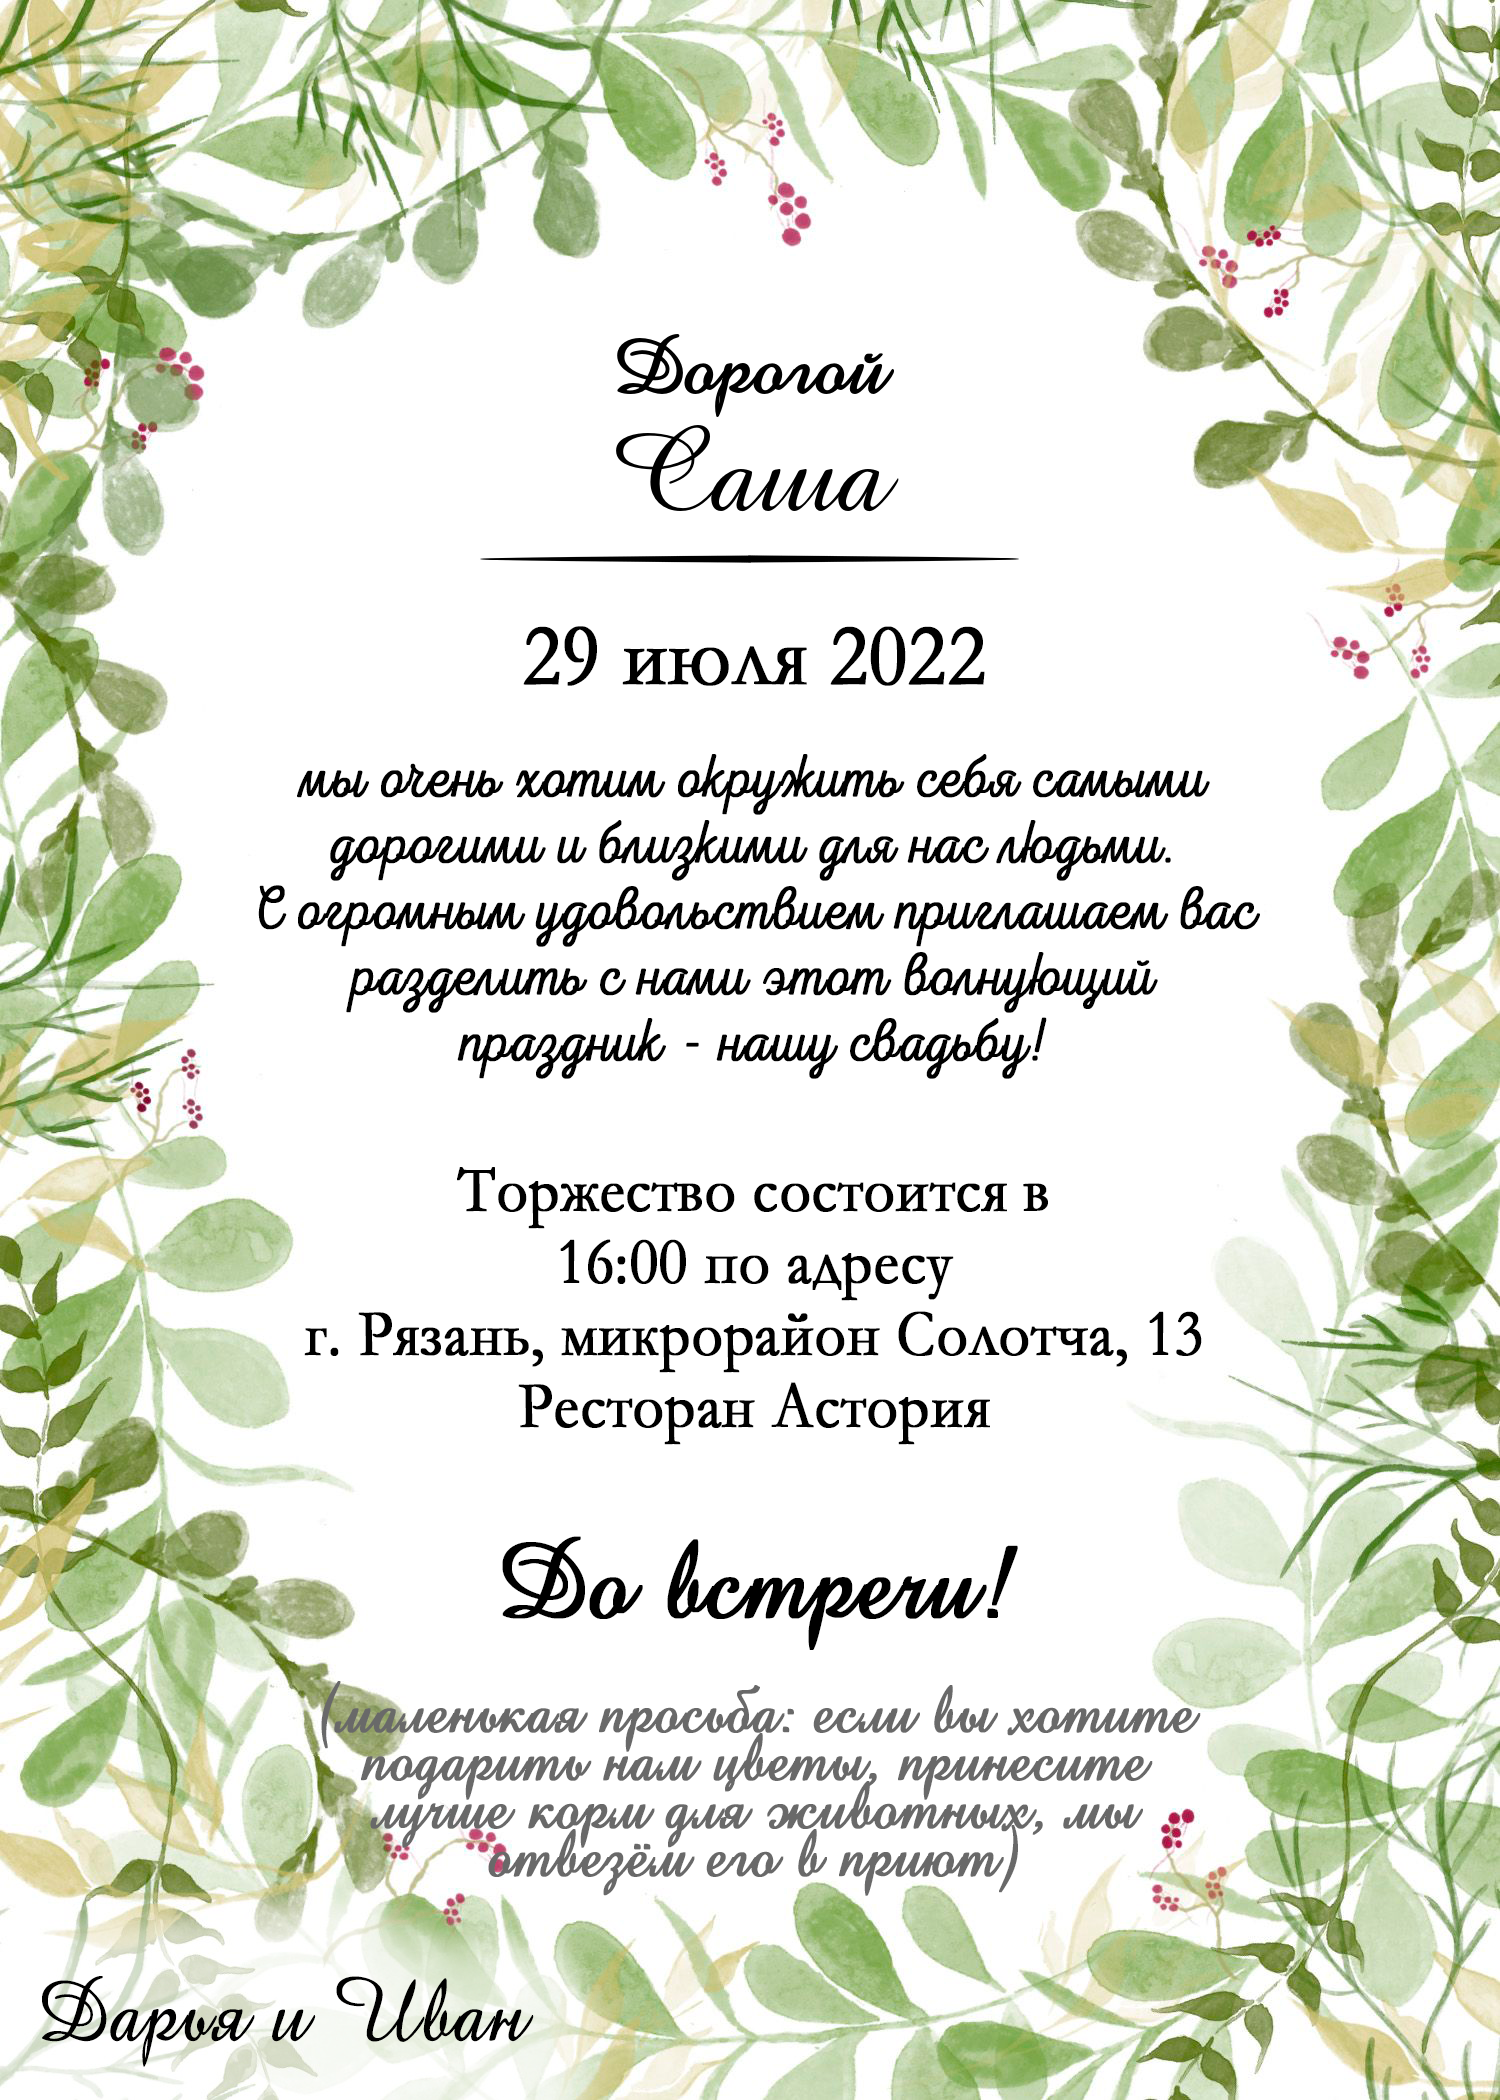 Дорогой
Саша
29 июля 2022
мы очень хотим окружить себя самыми
дорогими и близкими для нас людьми.
С огромным удовольствием приглашаем вас
разделить с нами этот волнующий
праздник - нашу свадьбу!
Торжество состоится в
16:00 по адресу
г. Рязань, микрорайон Солотча, 13
Ресторан Астория
До встречи!
(маленькая просьба: если вы хотите
подарить нам цветы, принесите
лучше корм для животных, мы
отвезём его в приют)
Дарья и Иван